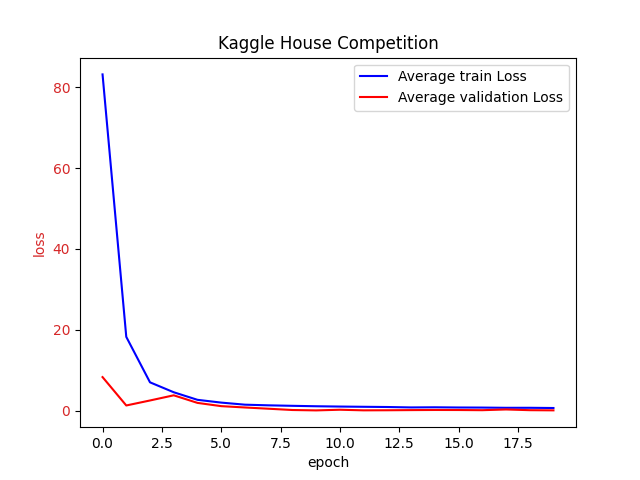 Kaggle House Competition
Average train Loss
Average validation Loss
80
60
40
20
0
loss
0.0 2.5 5.0 7.5 10.0 12.5 15.0 17.5
epoch